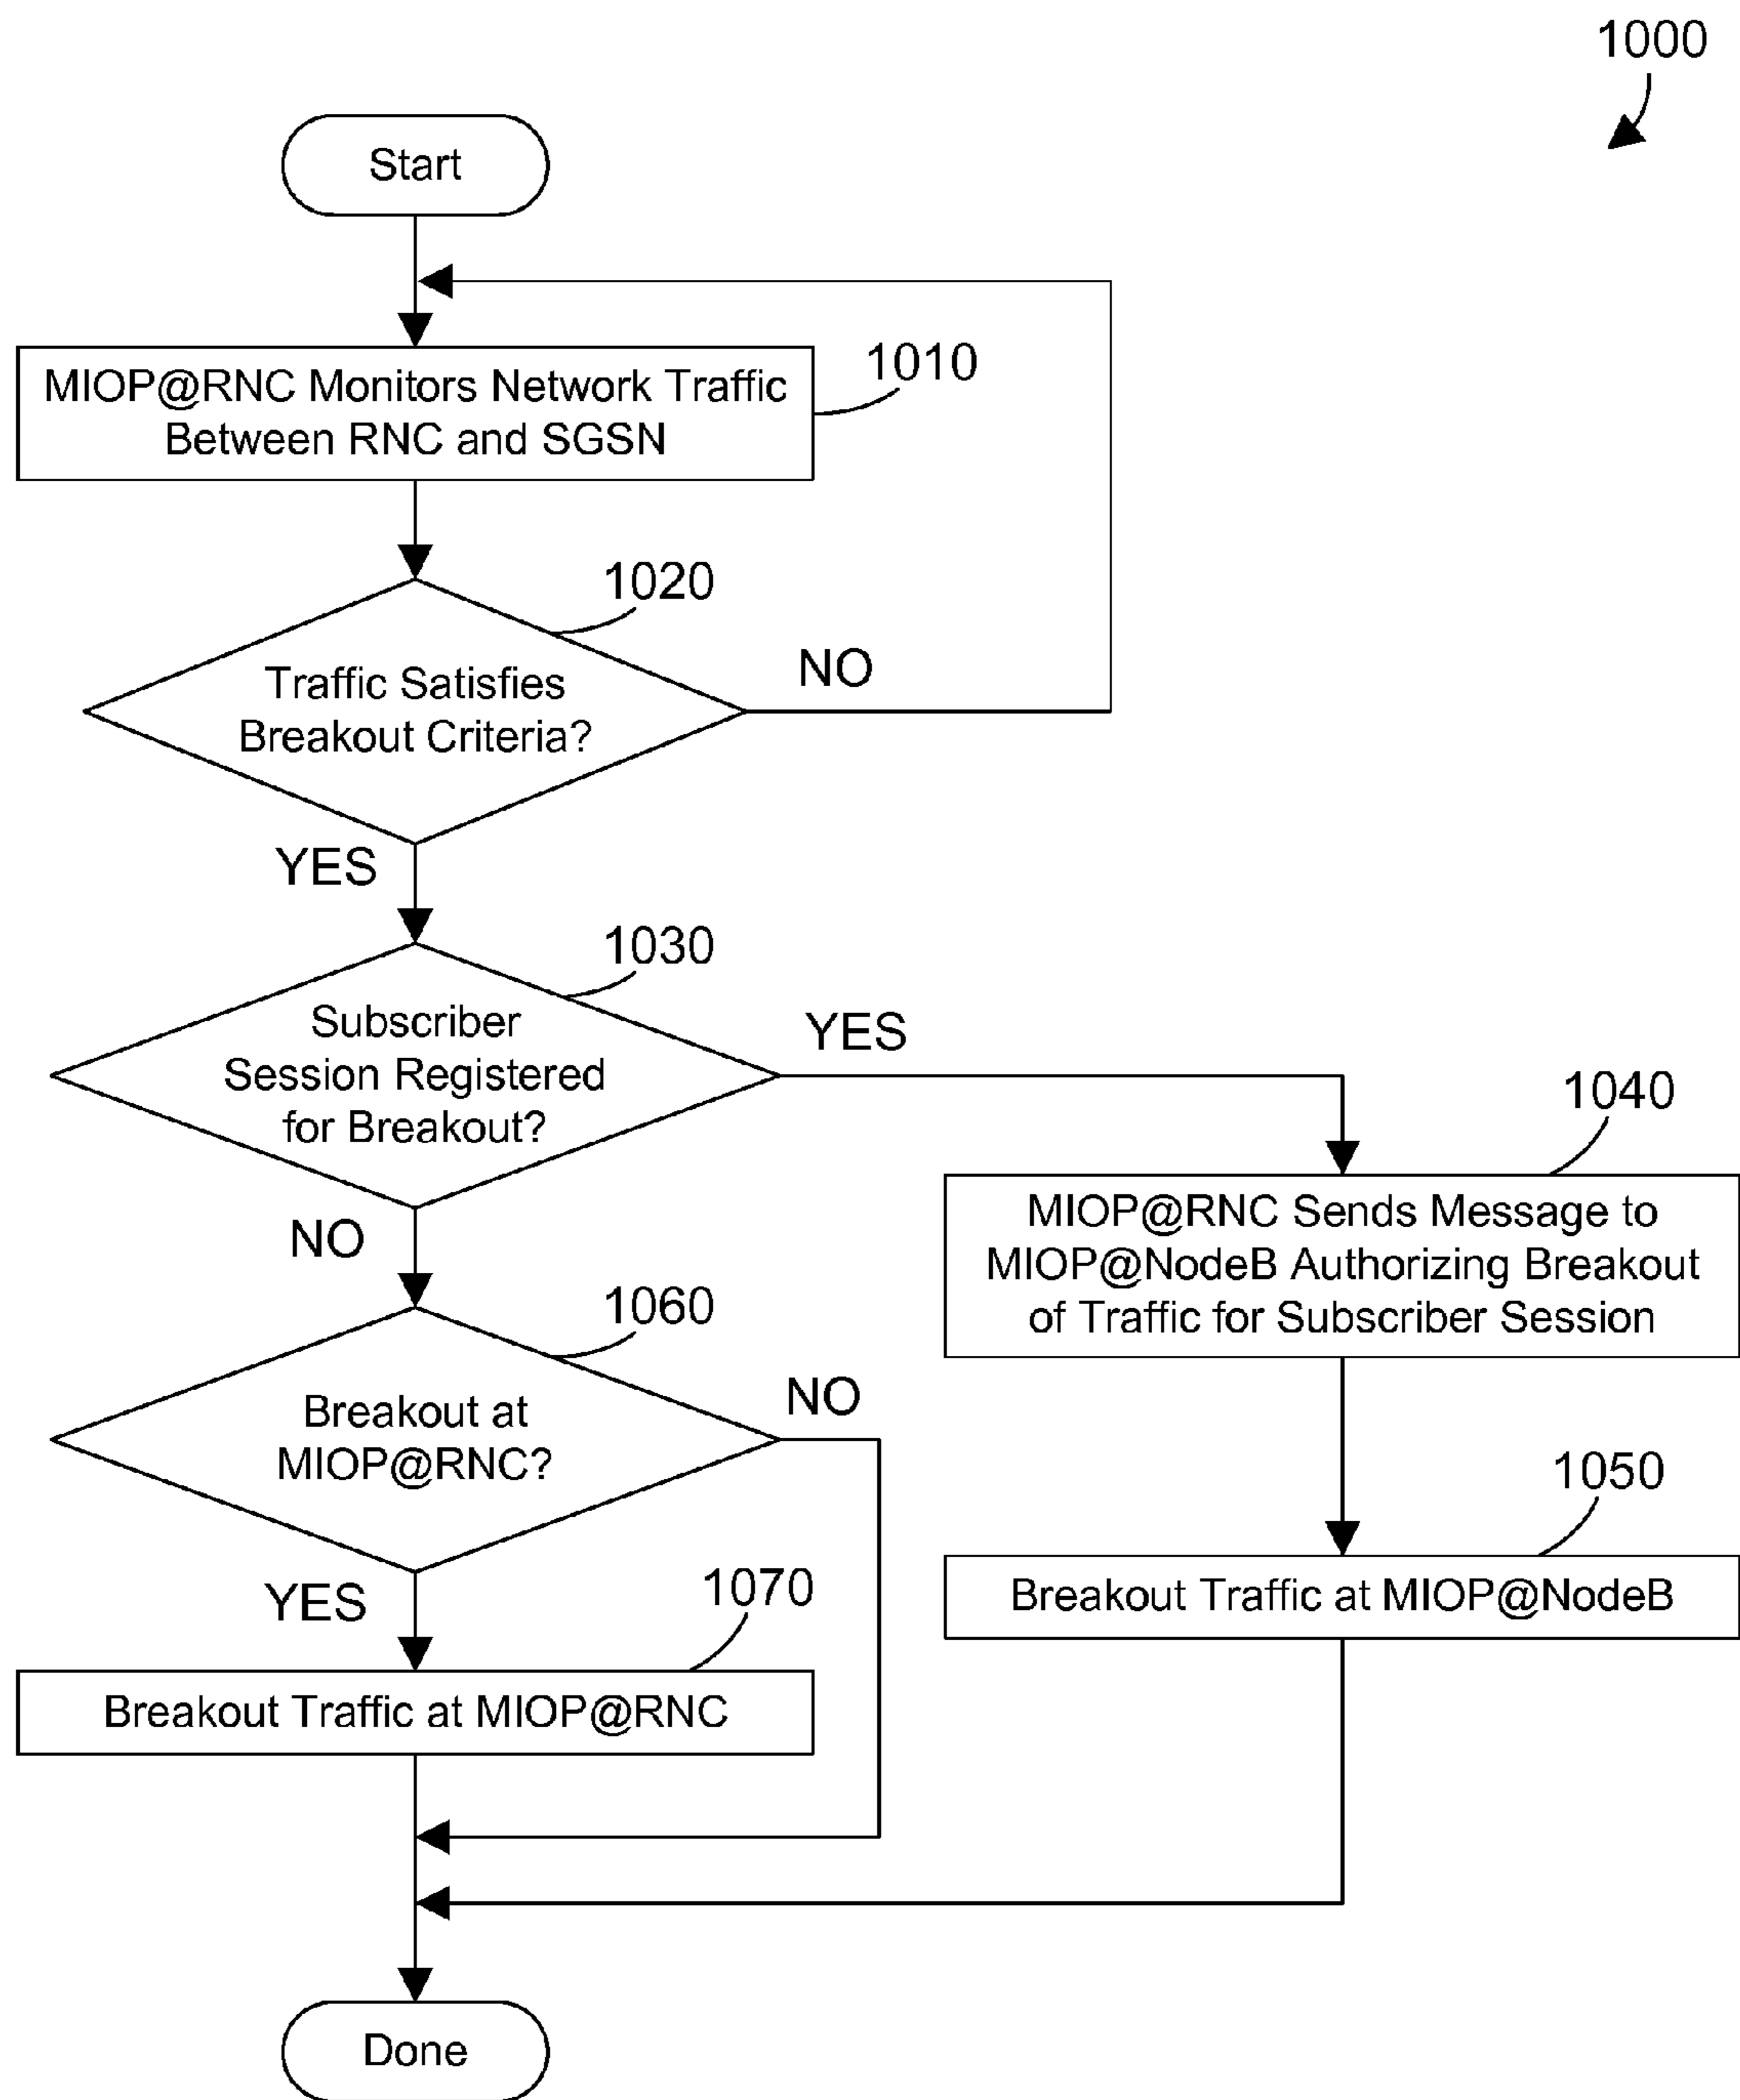 1000
Start
MIOP@RNC Monitors Network Traffic
Between RNC and SGSN
1010
1020
Traffic Satisfies
Breakout Criteria?
NO
YES
1030
Subscriber
Session Registered
for Breakout?
YES
NO
1040
MIOP@RNC Sends Message to
MIOP@NodeB Authorizing Breakout
of Traffic for Subscriber Session
1060
Breakout at
MIOP@RNC?
NO
YES
1050
Breakout Traffic at MIOP@NodeB
1070
Breakout Traffic at MIOP@RNC
Done